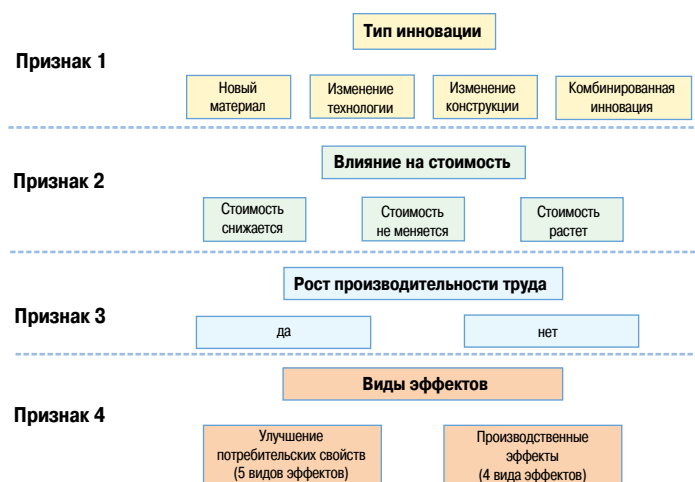 Тип инновации
Признак 1
Новый
материал
Изменение
технологии
Изменение
конструкции
Комбинированная
инновация
Влияние на стоимость
Признак 2
Стоимость
снижается
Стоимость
не меняется
Стоимость
растет
Рост производительности труда
Признак 3
да
нет
Виды эффектов
Признак 4
Улучшение
потребительских свойств
(5 видов эффектов)
Производственные
эффекты
(4 вида эффектов)